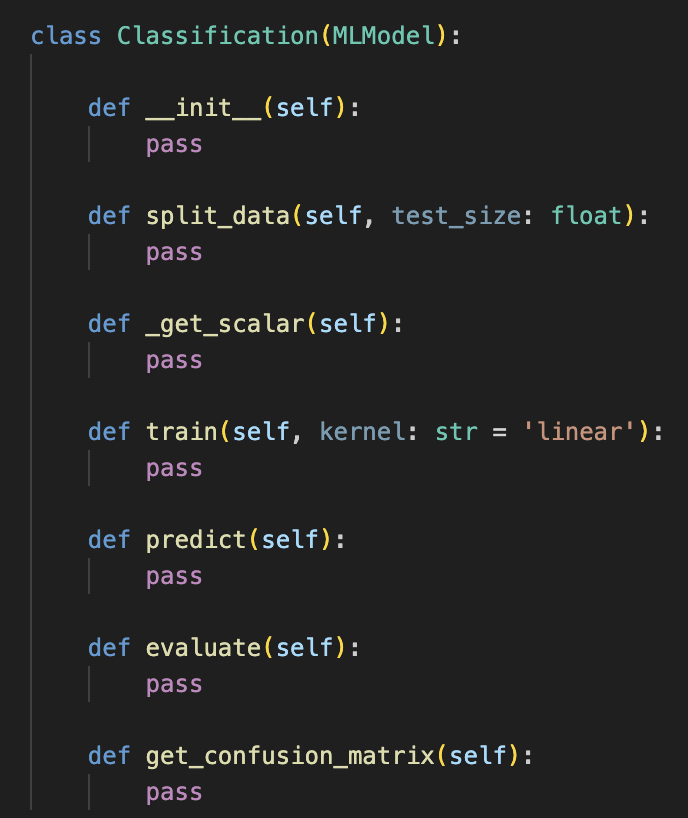 class Classification(MLModel):
def __init__(self):
pass
def split_data(self, test_size: float):
pass
def _get_scalar(self):
pass
def train(self, kernel: str = 'linear'):
pass
def predict(self):
pass
def evaluate(self):
pass
def get_confusion_matrix(self):
pass